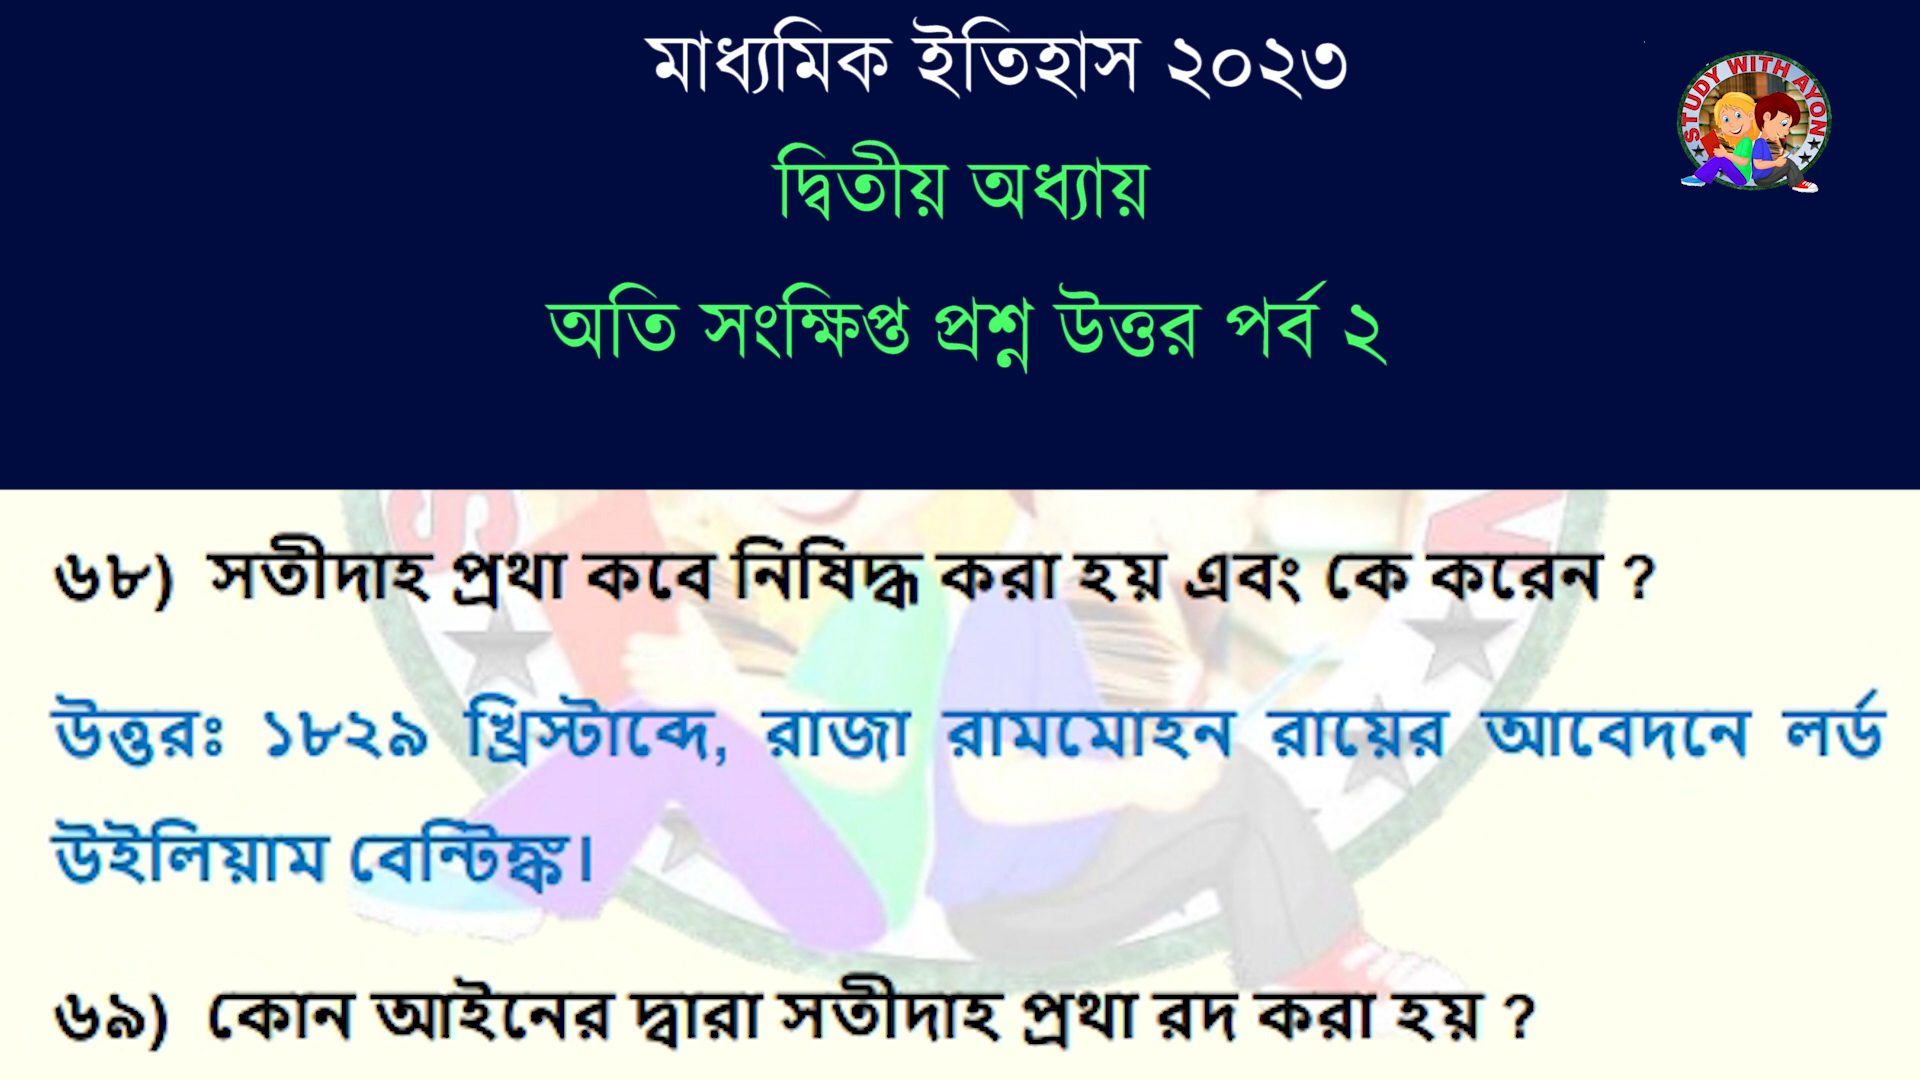 মাধ্যমিক ইতিহাস ২০২৩
STUDY WITH AYON
দ্বিতীয় অধ্যায়
অতি সংক্ষিপ্ত প্রশ্ন উত্তর পর্ব ২
৬৮) সতীদাহ প্রথা কবে নিষিদ্ধ করা হয় এবং কে করেন ?
উত্তরঃ ১৮২৯ খ্রিস্টাব্দে, রাজা রামমোহন রায়ের আবেদনে লর্ড
উইলিয়াম বেন্টিঙ্ক।
৬৯) কোন আইনের দ্বারা সতীদাহ প্রথা রদ করা হয় ?